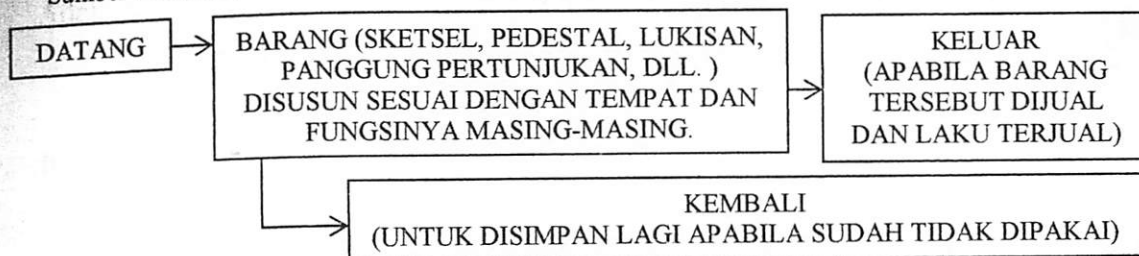 DATANG
BARANG (SKETSEL, PEDESTAL, LUKISAN,
PANGGUNG PERTUNJUKAN, DLL. )
DISUSUN SESUAI DENGAN TEMPAT DAN
FUNGSINYA MASING-MASING.
KELUAR
(APABILA BARANG
TERSEBUT DIJUAL
DAN LAKU TERJUAL)
KEMBALI
(UNTUK DISIMPAN LAGI APABILA SUDAH TIDAK DIPAKAI)